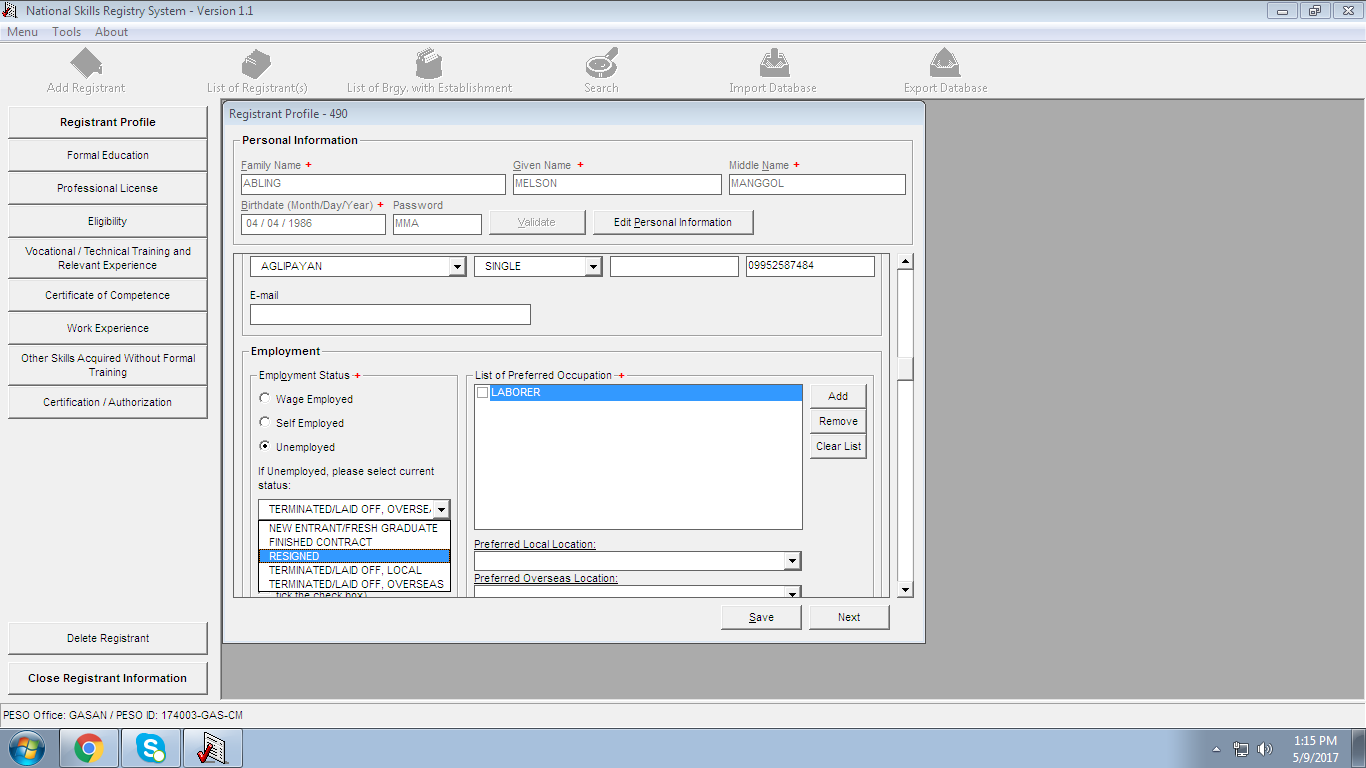 National Skills Registry System - Version 1.1
Menu Tools About
Add Registrant List of Registrant(s) List of Brgy. with Establishment Search Import Database Export Database
Registrant Profile
Formal Education
Professional License
Eligibility
Vocational / Technical Training and
Relevant Experience
Certificate of Competence
Work Experience
Other Skills Acquired Without Formal
Training
Certification / Authorization
Delete Registrant
Close Registrant Information
Registrant Profile - 490
Personal Information
Family Name + Given Name + Middle Name +
ABLING MELSON MANGGOL
Birthdate (Month/Day/Year) + Password
04 / 04 / 1986 MMA Validate Edit Personal Information
AGLIPAYAN SINGLE 09952587484
E-mail
Employment
Employment Status +
Wage Employed
Self Employed
Unemployed
If Unemployed, please select current
status:
TERMINATED/LAID OFF, OVERSE
NEW ENTRANT/FRESH GRADUATE
FINISHED CONTRACT
RESIGNED
TERMINATED/LAID OFF, LOCAL
TERMINATED/LAID OFF, OVERSEAS
tick the check box)
List of Preferred Occupation +
LABORER
Add
Remove
Clear List
Preferred Local Location:
Preferred Overseas Location:
Save Next
PESO Office: GASAN / PESO ID: 174003-GAS-CM
1:15 PM
5/9/2017